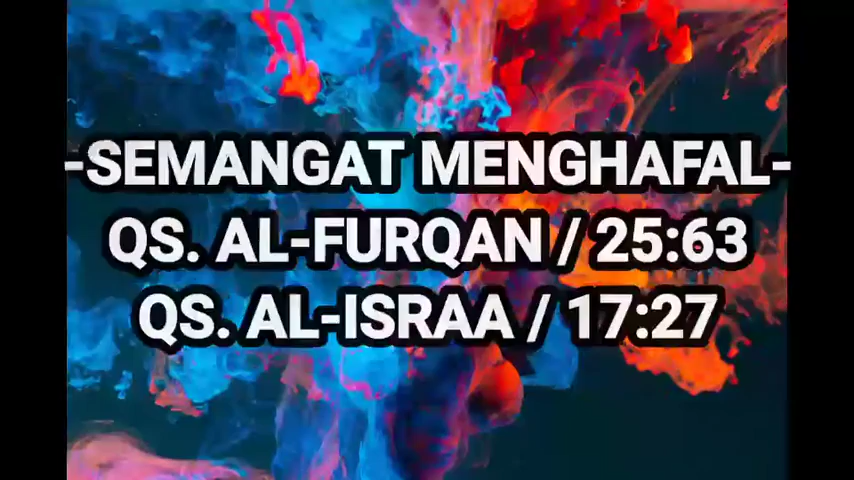 -SEMANGAT MENGHAFAL-
QS. AL-FURQAN / 25:63
QS. AL-ISRAA / 17:27